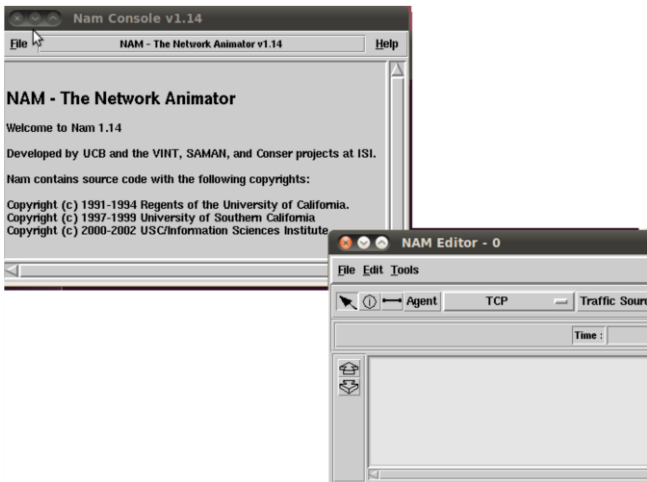 Nam Console v1.14
File NAM - The Network Animator v1.14 Help
NAM - The Network Animator
Welcome to Nam 1.14
Developed by UCB and the VINT, SAMAN, and Conser projects at ISI.
Nam contains source code with the following copyrights:
Copyright (c) 1991-1994 Regents of the University of California.
Copyright (c) 1997-1999 University of Southern California
Copyright (c) 2000-2002 USC/Information Sciences Institute
NAM Editor - 0
File Edit Tools
Agent TCP Traffic Sour
Time :